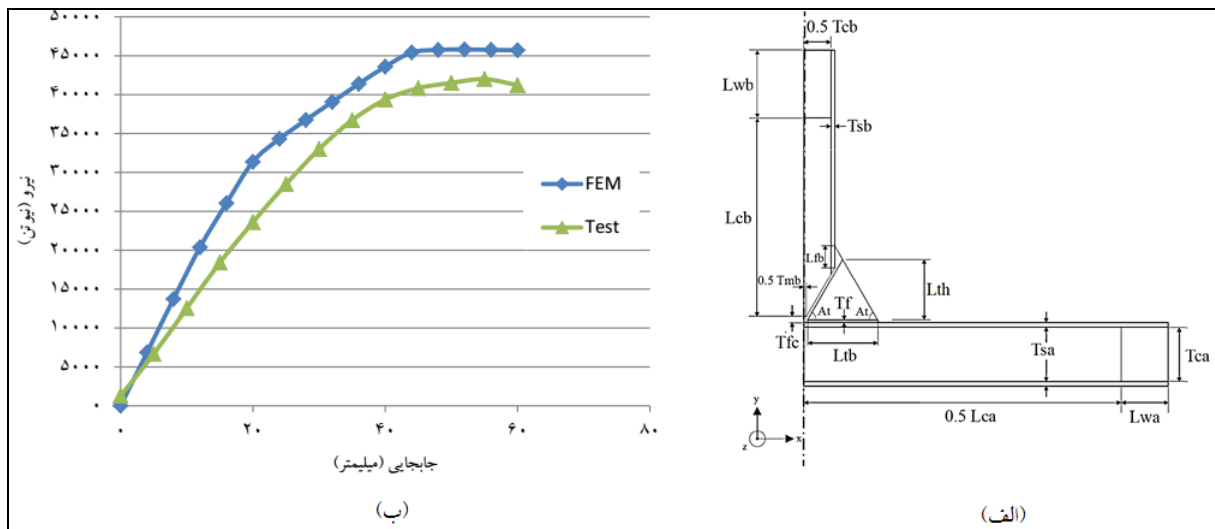 ۵۰۰۰۰
۴۵۰۰۰
۴۰۰۰۰
۳۵۰۰۰
۳۰۰۰۰
۲۵۰۰۰
۲۰۰۰۰
۱۵۰۰۰
۱۰۰۰۰
۵۰۰۰
۰
نیرو (نیوتن)
۰
۲۰
۴۰
۶۰
۸۰
جابجایی (میلیمتر)
FEM
Test
(ب)
0.5 Tcb
Lwb
Tsb
Lcb
Lfb
0.5 Tmb
Lth
Tf
At
At
Tfc
Ltb
Tsa
Tca
y
z
x
0.5 Lca
Lwa
(الف)